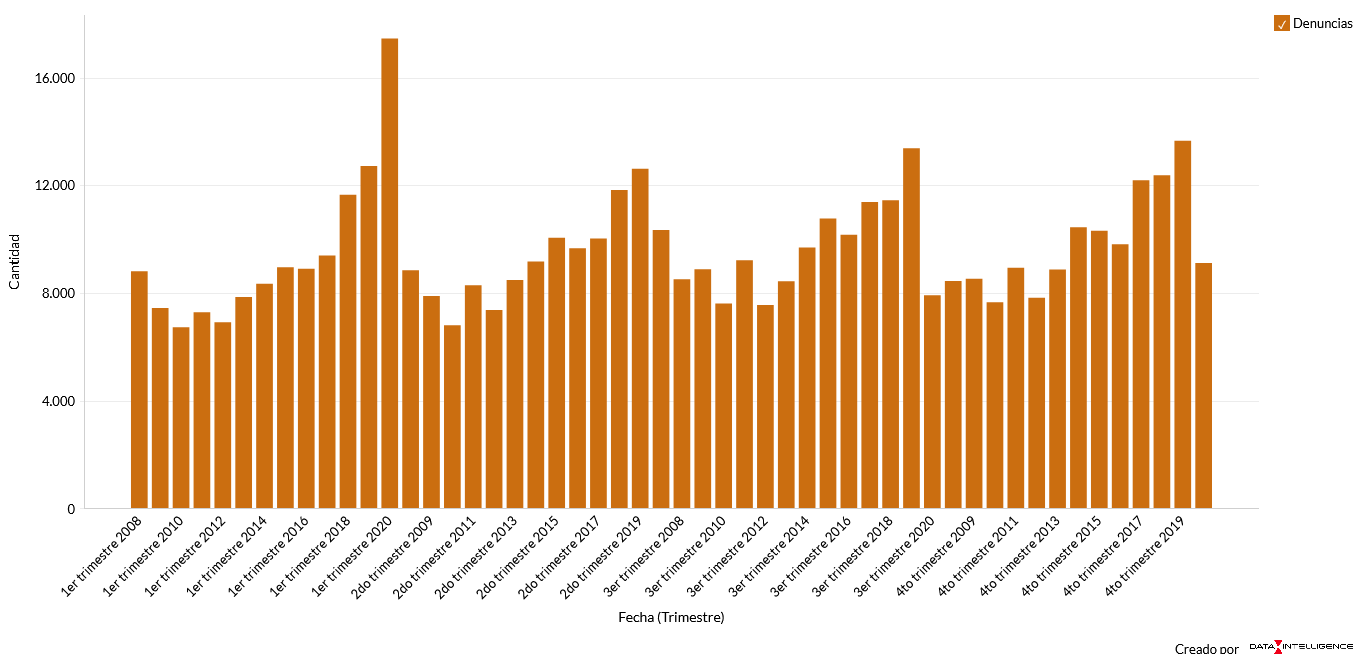 Denuncias
16.000
12.000
8.000
4.000
0
Cantidad
1er trimestre 2008
1er trimestre 2010
1er trimestre 2012
1er trimestre 2014
1er trimestre 2016
1er trimestre 2018
1er trimestre 2020
2do trimestre 2009
2do trimestre 2011
2do trimestre 2013
2do trimestre 2015
2do trimestre 2017
2do trimestre 2019
3er trimestre 2008
3er trimestre 2010
3er trimestre 2012
3er trimestre 2014
3er trimestre 2016
3er trimestre 2018
3er trimestre 2020
4to trimestre 2009
4to trimestre 2011
4to trimestre 2013
4to trimestre 2015
4to trimestre 2017
4to trimestre 2019
Fecha (Trimestre)
Creado por DATA INTELLIGENCE